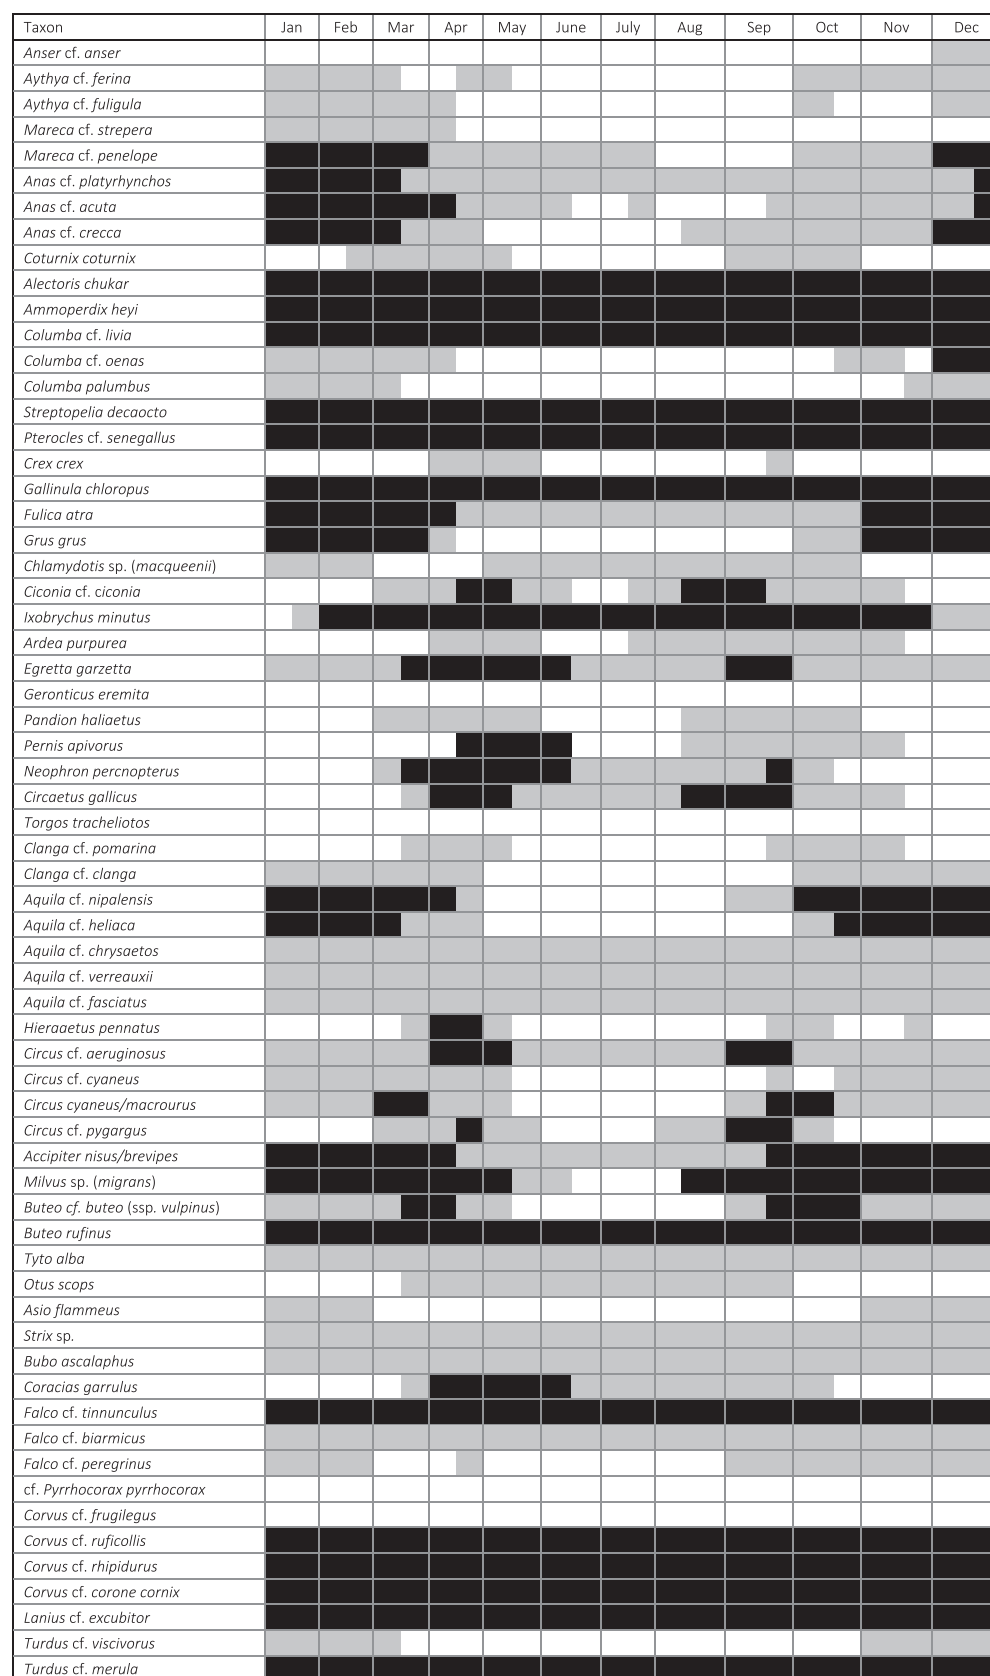 Taxon Jan Feb Mar Apr May June July Aug Sep Oct Nov Dec
Anser cf. anser
Aythya cf. ferina
Aythya cf. fuligula
Mareca cf. strepera
Mareca cf. penelope
Anas cf. platyrhynchos
Anas cf. acuta
Anas cf. crecca
Coturnix coturnix
Alectoris chukar
Ammoperdix heyi
Columba cf. livia
Columba cf. oenas
Columba palumbus
Streptopelia decaocto
Pterocles cf. senegallus
Crex crex
Gallinula chloropus
Fulica atra
Grus grus
Chlamydotis sp. (macqueenii)
Ciconia cf. ciconia
Ixobrychus minutus
Ardea purpurea
Egretta garzetta
Geronticus eremita
Pandion haliaetus
Pernis apivorus
Neophron percnopterus
Circaetus gallicus
Torgos tracheliotos
Clanga cf. pomarina
Clanga cf. clanga
Aquila cf. nipalensis
Aquila cf. heliaca
Aquila cf. chrysaetos
Aquila cf. verreauxii
Aquila cf. fasciatus
Hieraaetus pennatus
Circus cf. aeruginosus
Circus cf. cyaneus
Circus cyaneus/macrourus
Circus cf. pygargus
Accipiter nisus/brevipes
Milvus sp. (migrans)
Buteo cf. buteo (ssp. vulpinus)
Buteo rufinus
Tyto alba
Otus scops
Asio flammeus
Strix sp.
Bubo ascalaphus
Coracias garrulus
Falco cf. tinnunculus
Falco cf. biarmicus
Falco cf. peregrinus
cf. Pyrrhocorax pyrrhocorax
Corvus cf. frugilegus
Corvus cf. ruficollis
Corvus cf. rhipidurus
Corvus cf. corone cornix
Lanius cf. excubitor
Turdus cf. viscivorus
Turdus cf. merula